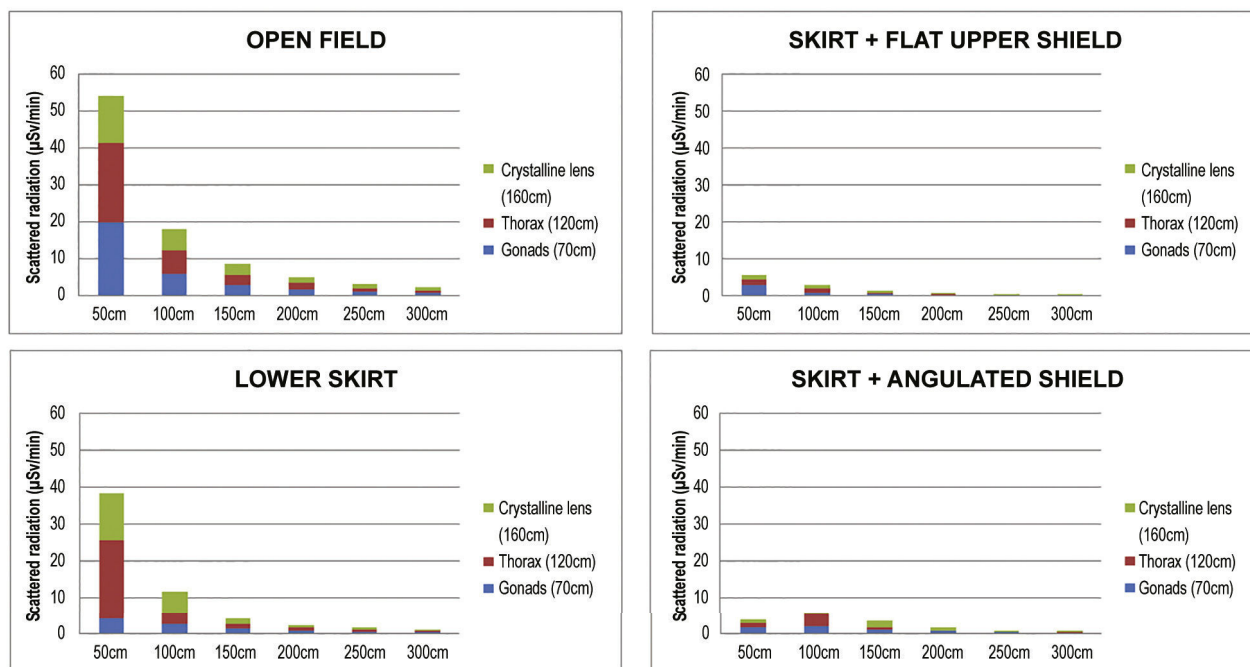 OPEN FIELD
Scattered radiation (µSv/min)
60
50
40
30
20
10
0
50cm 100cm 150cm 200cm 250cm 300cm
Crystalline lens
(160cm)
Thorax (120cm)
Gonads (70cm)
SKIRT + FLAT UPPER SHIELD
Scattered radiation (µSv/min)
60
50
40
30
20
10
0
50cm 100cm 150cm 200cm 250cm 300cm
Crystalline lens
(160cm)
Thorax (120cm)
Gonads (70cm)
LOWER SKIRT
Scattered radiation (µSv/min)
60
50
40
30
20
10
0
50cm 100cm 150cm 200cm 250cm 300cm
Crystalline lens
(160cm)
Thorax (120cm)
Gonads (70cm)
SKIRT + ANGULATED SHIELD
Scattered radiation (µSv/min)
60
50
40
30
20
10
0
50cm 100cm 150cm 200cm 250cm 300cm
Crystalline lens
(160cm)
Thorax (120cm)
Gonads (70cm)